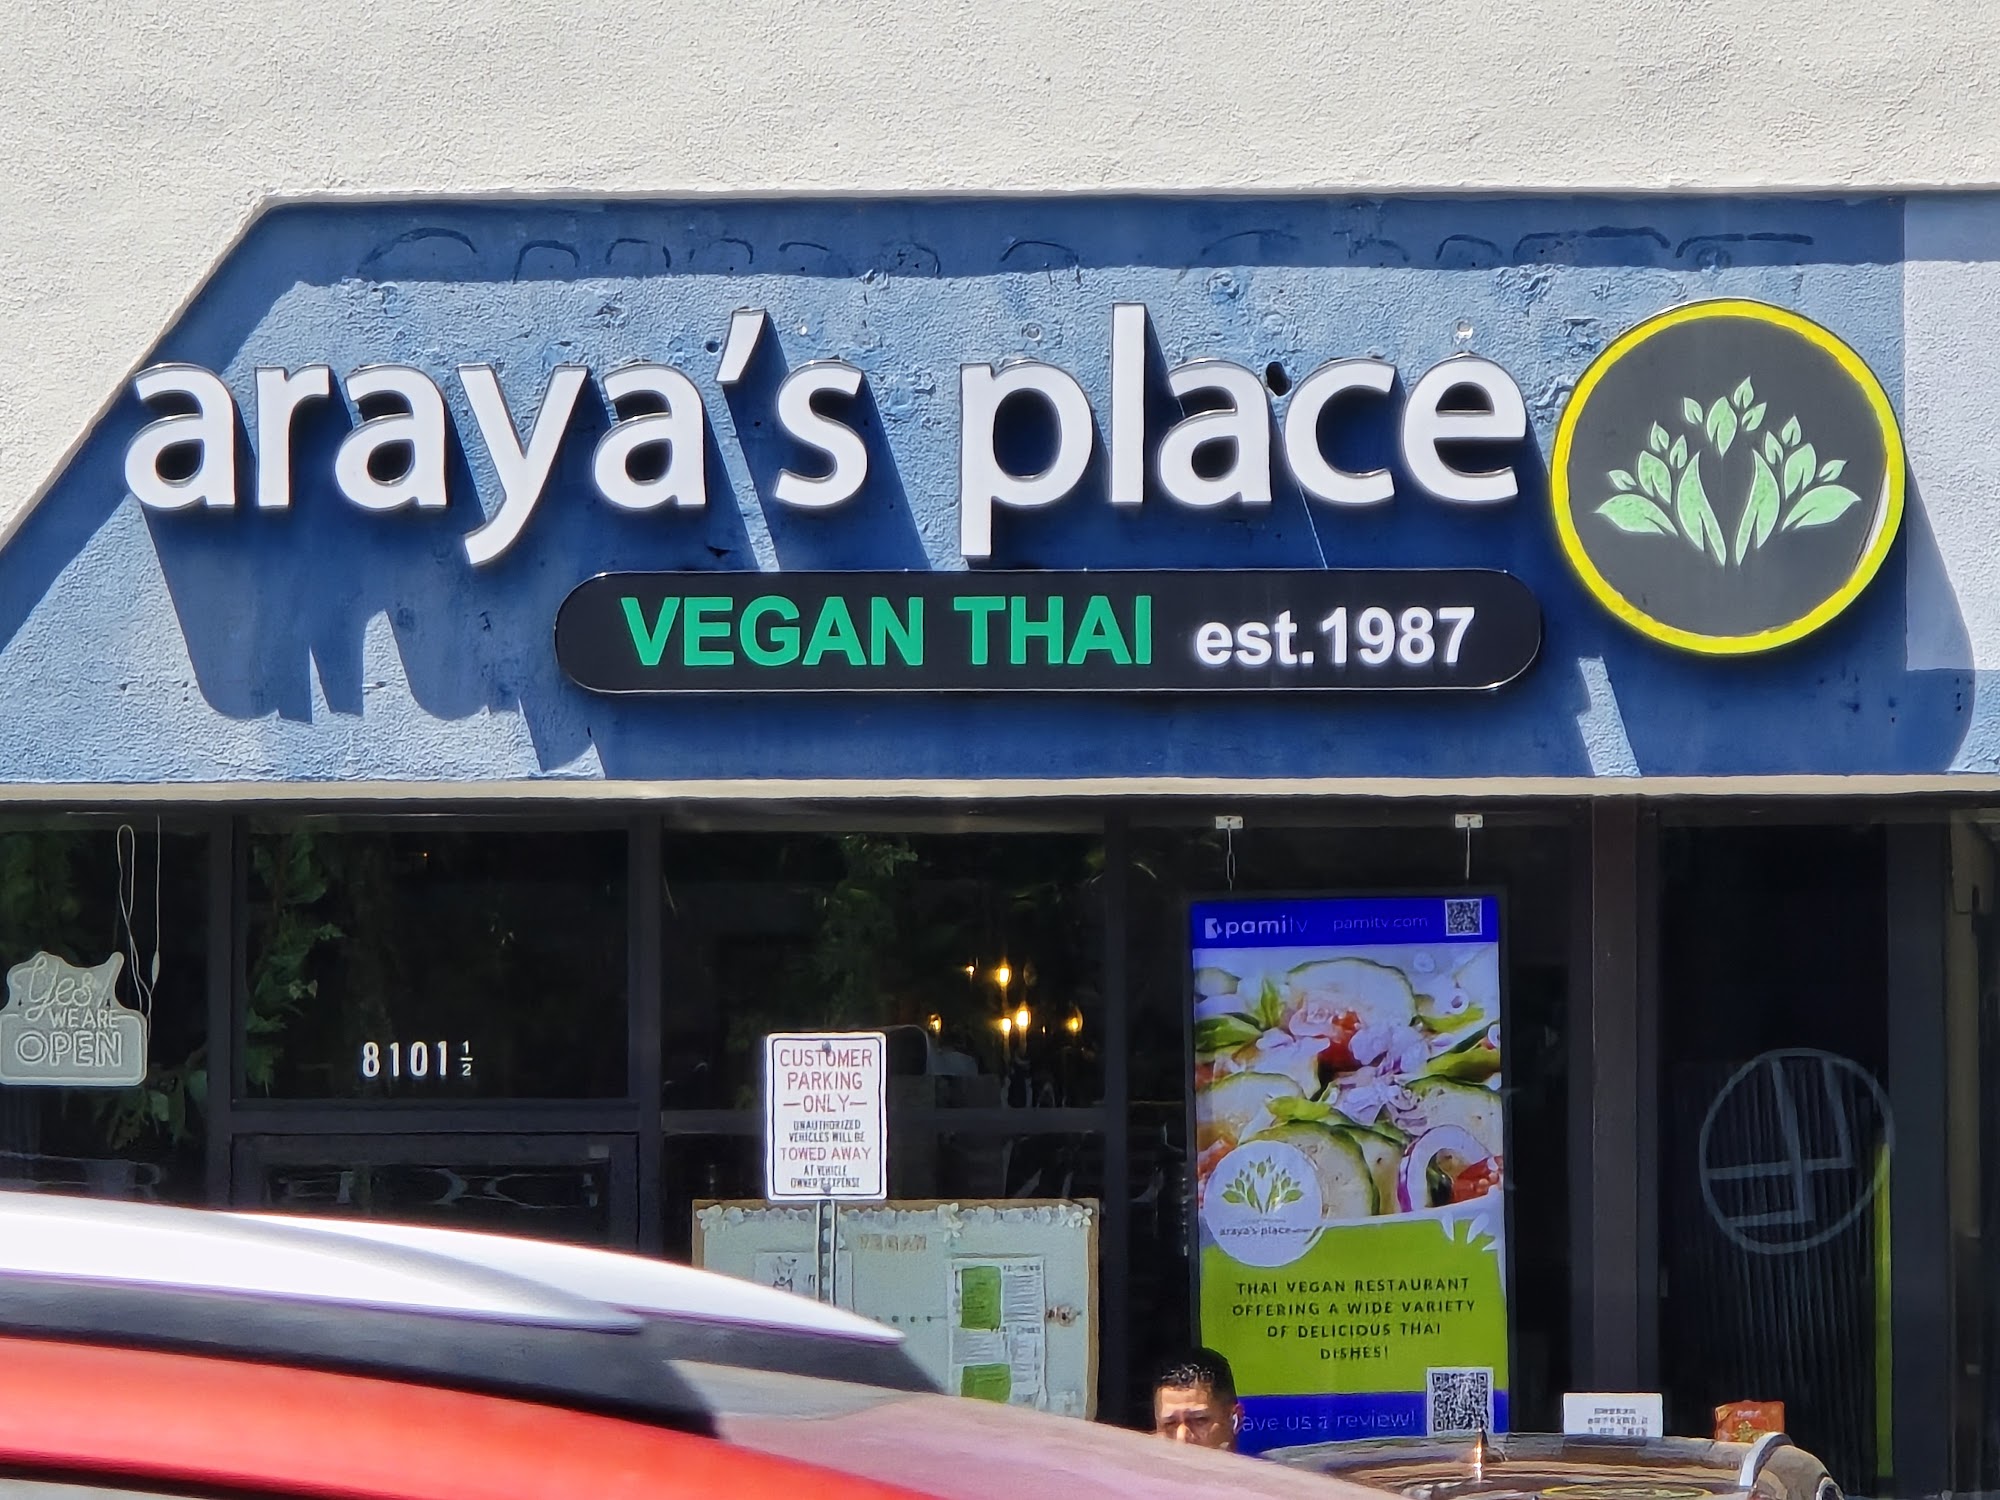 araya's place
VEGAN THAI est.1987
pamitv pamitv.com
Yes!
WE ARE
OPEN
8101 1/2
CUSTOMER
PARKING
-ONLY-
UNAUTHORIZED
VEHICLES WILL BE
TOWED AWAY
AT VEHICLE
OWNER'S EXPENSE
VEGAN
araya's place
THAI VEGAN RESTAURANT
OFFERING A WIDE VARIETY
OF DELICIOUS THAI
DISHES!
ave us a review!